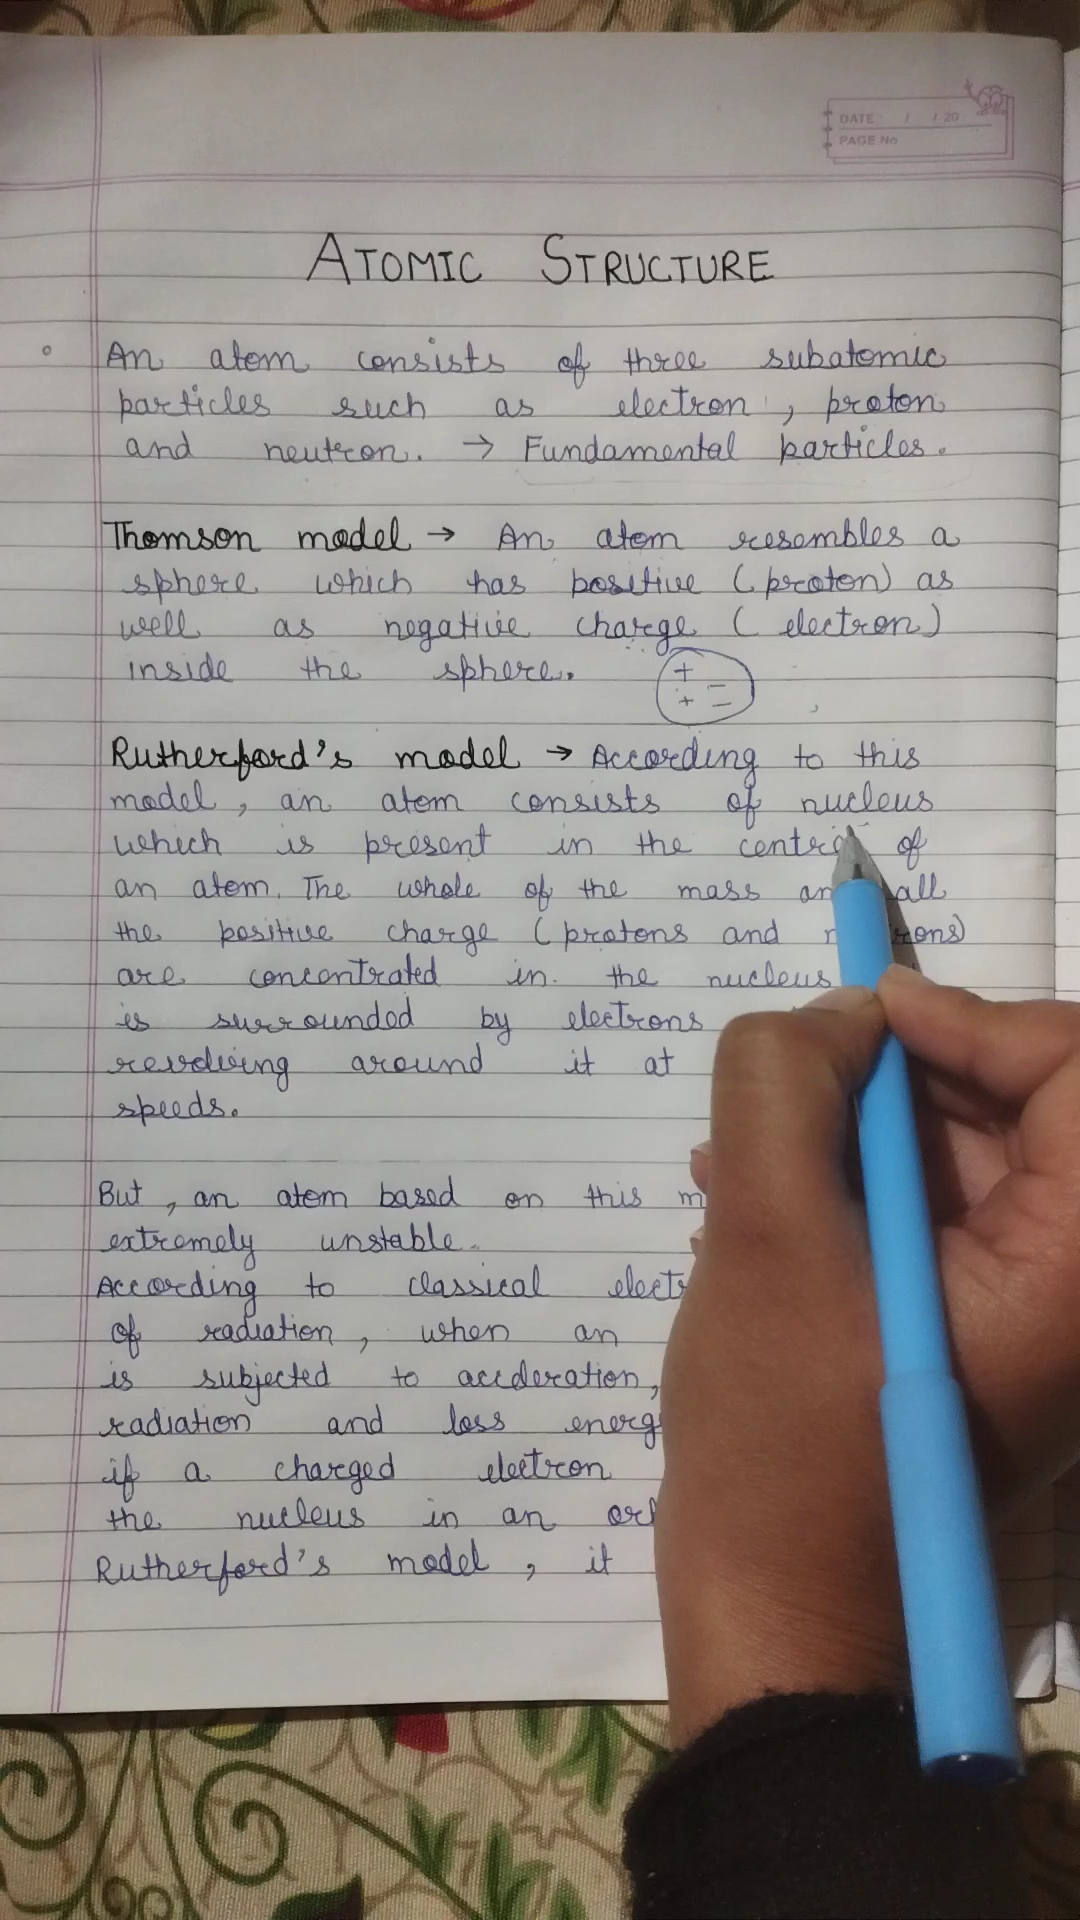 DATE : / / 20
PAGE No
ATOMIC STRUCTURE
An atom consists of three subatomic
particles such as electron, proton
and neutron. → Fundamental particles.
Thomson model → An atom resembles a
sphere which has positive (proton) as
well as negative charge (electron)
inside the sphere.
+
+ = 
Rutherford's model → According to this
model, an atom consists of nucleus
which is present in the centre of
an atom. The whole of the mass all
the positive charge (protons and
are concentrated in the nucleus
is surrounded by electrons
revolving around it at
speeds.
But, an atom based on this
extremely unstable.
According to classical
of radiation, when an
is subjected to acceleration,
radiation and loss
if a charged electron
the nucleus in an
Rutherford's model, it